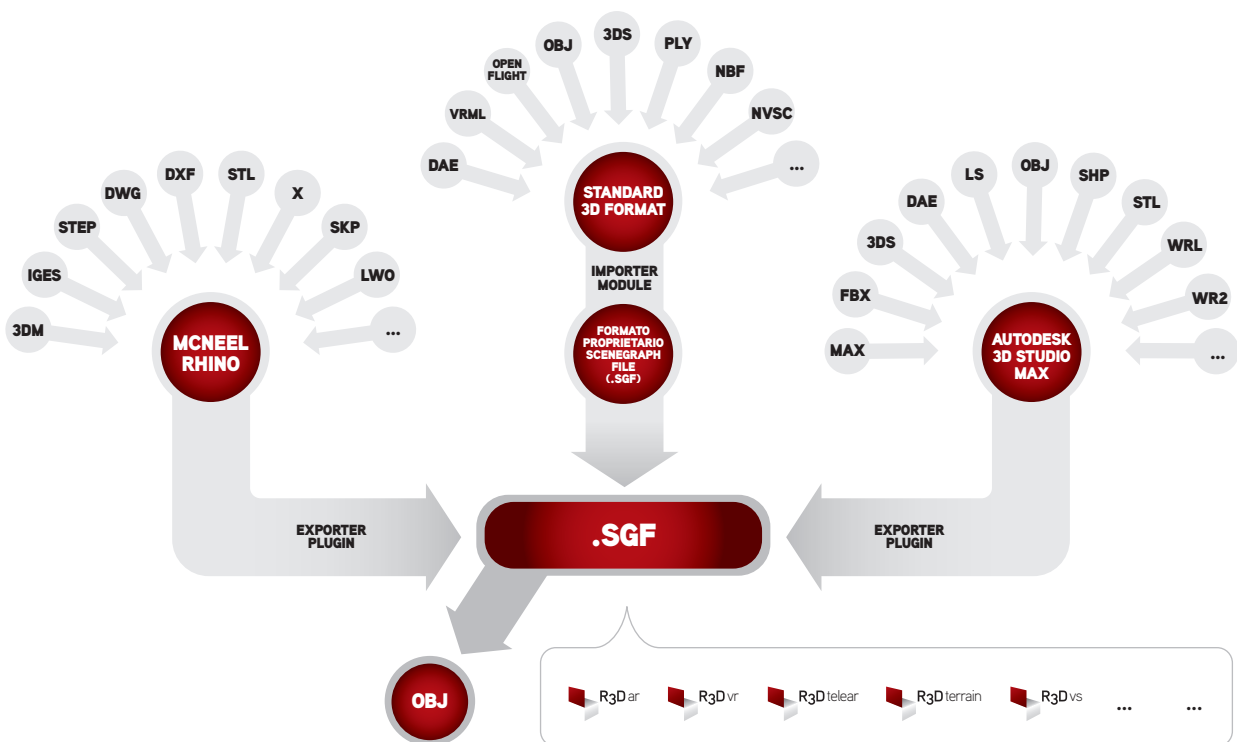 3DM
IGES
STEP
DWG
DXF
STL
X
SKP
LWO
...
MCNEEL
RHINO
EXPORTER
PLUGIN
DAE
VRML
OPEN
FLIGHT
OBJ
3DS
PLY
NBF
NVSC
...
STANDARD
3D FORMAT
IMPORTER
MODULE
FORMATO
PROPRIETARIO
SCENEGRAPH
FILE
(.SGF)
MAX
FBX
3DS
DAE
LS
OBJ
SHP
STL
WRL
WR2
...
AUTODESK
3D STUDIO
MAX
EXPORTER
PLUGIN
.SGF
OBJ
R3D ar
R3D vr
R3D telear
R3D terrain
R3D vs
...
...